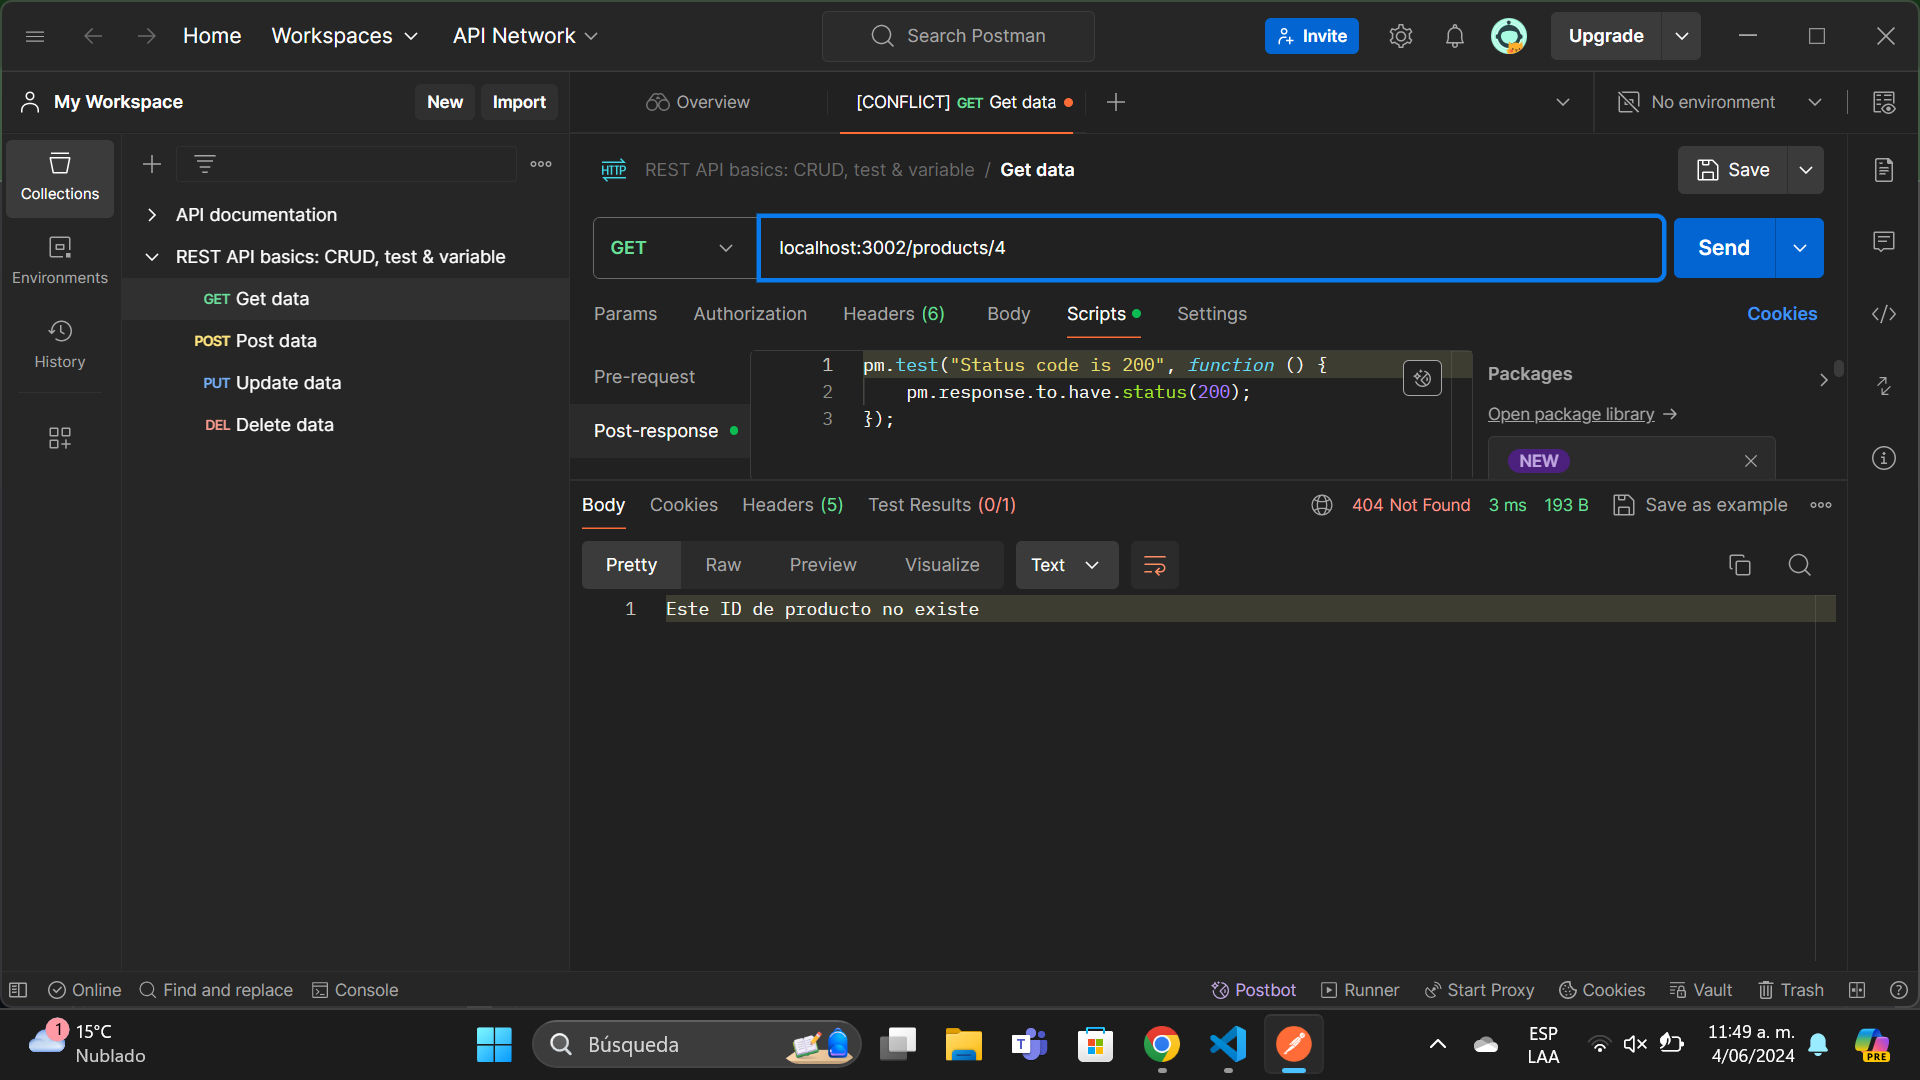 Home
Workspaces
API Network
Search Postman
Invite
Upgrade
My Workspace
New
Import
Overview
[CONFLICT] GET Get data
No environment
Collections
Environments
History
API documentation
REST API basics: CRUD, test & variable
GET Get data
POST Post data
PUT Update data
DEL Delete data
HTTP REST API basics: CRUD, test & variable / Get data
Save
GET
localhost:3002/products/4
Send
Params
Authorization
Headers (6)
Body
Scripts
Settings
Cookies
Pre-request
Post-response
1 pm.test("Status code is 200", function () {
2 pm.response.to.have.status(200);
3 });
Packages
Open package library →
NEW
Body
Cookies
Headers (5)
Test Results (0/1)
404 Not Found
3 ms
193 B
Save as example
Pretty
Raw
Preview
Visualize
Text
1 Este ID de producto no existe
Online
Find and replace
Console
Postbot
Runner
Start Proxy
Cookies
Vault
Trash
1
15°C
Nublado
Búsqueda
T
ESP
LAA
11:49 a. m.
4/06/2024
PRE